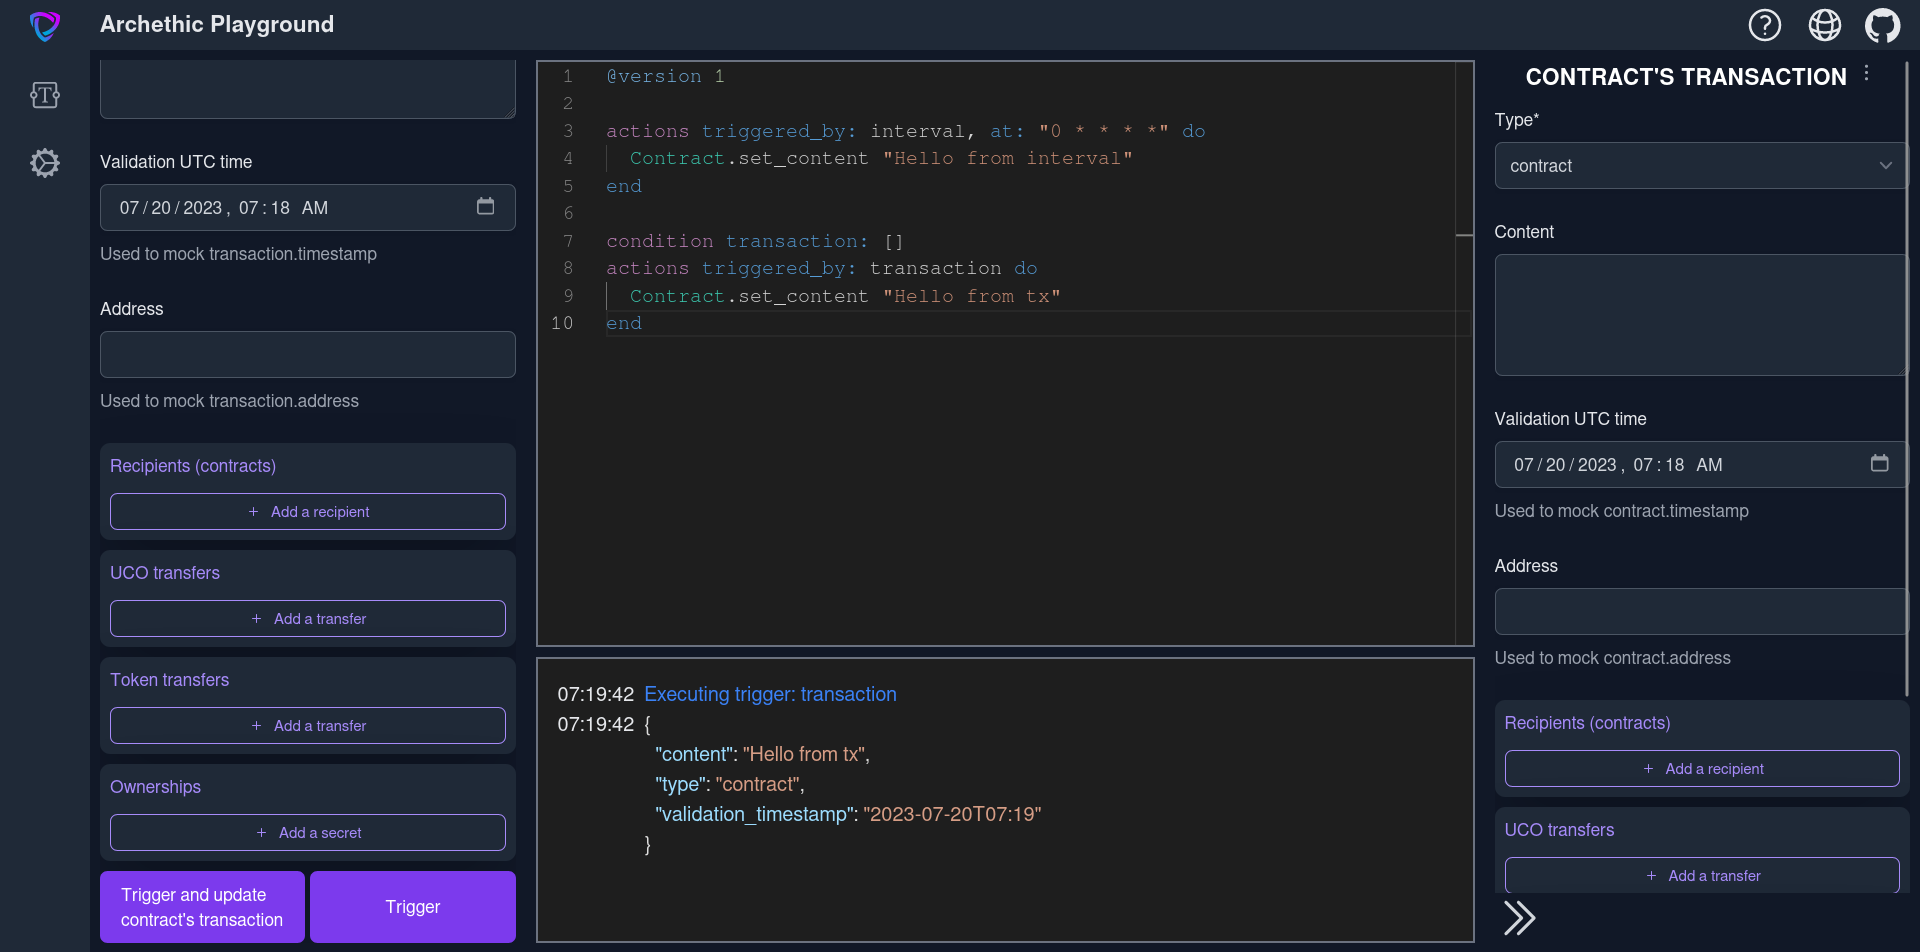 Archethic Playground
Validation UTC time
07/20/2023, 07:18 AM
Used to mock transaction.timestamp
Address
Used to mock transaction.address
Recipients (contracts)
+ Add a recipient
UCO transfers
+ Add a transfer
Token transfers
+ Add a transfer
Ownerships
+ Add a secret
Trigger and update
contract's transaction
Trigger
1 @version 1
2
3 actions triggered_by: interval, at: "0 * * * *" do
4 Contract.set_content "Hello from interval"
5 end
6
7 condition transaction: []
8 actions triggered_by: transaction do
9 Contract.set_content "Hello from tx"
10 end
07:19:42 Executing trigger: transaction
07:19:42 {
"content": "Hello from tx",
"type": "contract",
"validation_timestamp": "2023-07-20T07:19"
}
CONTRACT'S TRANSACTION
Type*
contract
Content
Validation UTC time
07/20/2023, 07:18 AM
Used to mock contract.timestamp
Address
Used to mock contract.address
Recipients (contracts)
+ Add a recipient
UCO transfers
+ Add a transfer